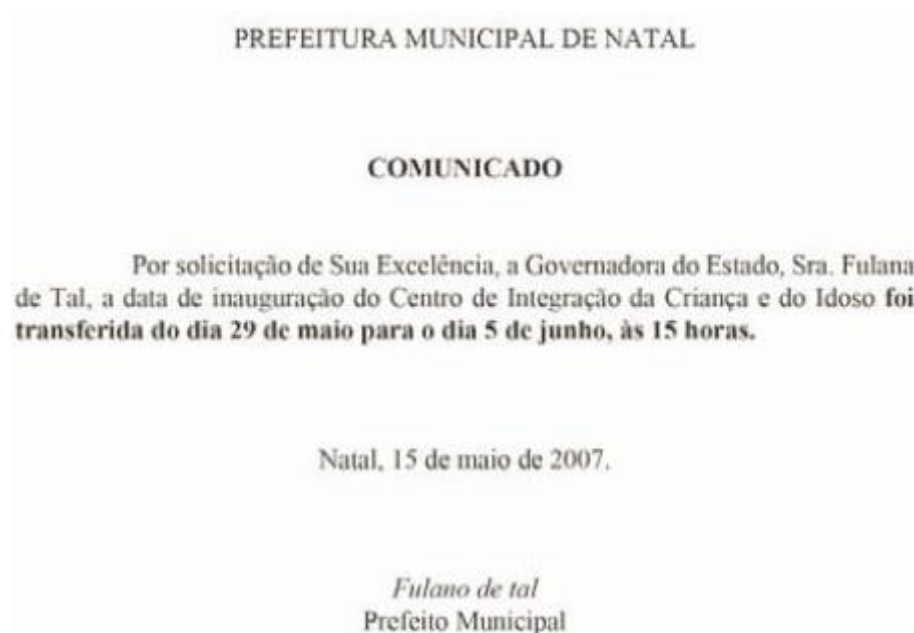 PREFEITURA MUNICIPAL DE NATAL
COMUNICADO
Por solicitação de Sua Excelência, a Governadora do Estado, Sra. Fulana
de Tal, a data de inauguração do Centro de Integração da Criança e do Idoso foi
transferida do dia 29 de maio para o dia 5 de junho, às 15 horas.
Natal, 15 de maio de 2007.
Fulano de tal
Prefeito Municipal